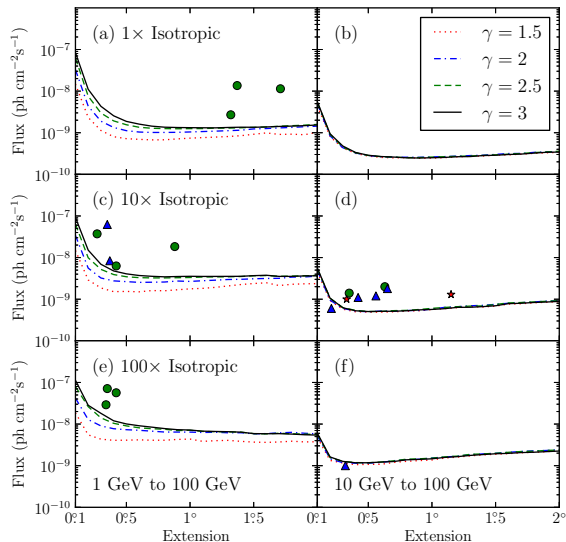 (a) 1× Isotropic
(b)
γ = 1.5
γ = 2
γ = 2.5
γ = 3
10⁻⁷
10⁻⁸
10⁻⁹
10⁻¹⁰
Flux (ph cm⁻²s⁻¹)
(c) 10× Isotropic
(d)
10⁻⁷
10⁻⁸
10⁻⁹
10⁻¹⁰
Flux (ph cm⁻²s⁻¹)
(e) 100× Isotropic
(f)
10⁻⁷
10⁻⁸
10⁻⁹
10⁻¹⁰
Flux (ph cm⁻²s⁻¹)
1 GeV to 100 GeV
10 GeV to 100 GeV
0°.1 0°.5 1° 1°.5 0°.1 0°.5 1° 1°.5 2°
Extension Extension